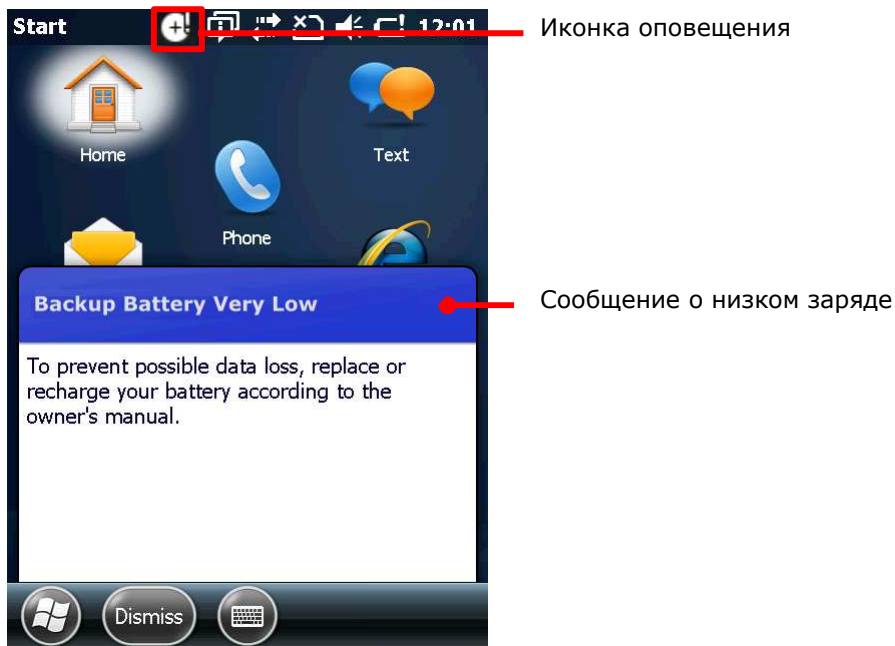 Start 12:01
Иконка оповещения
Home
Text
Phone
Backup Battery Very Low
Сообщение о низком заряде
To prevent possible data loss, replace or
recharge your battery according to the
owner's manual.
Dismiss